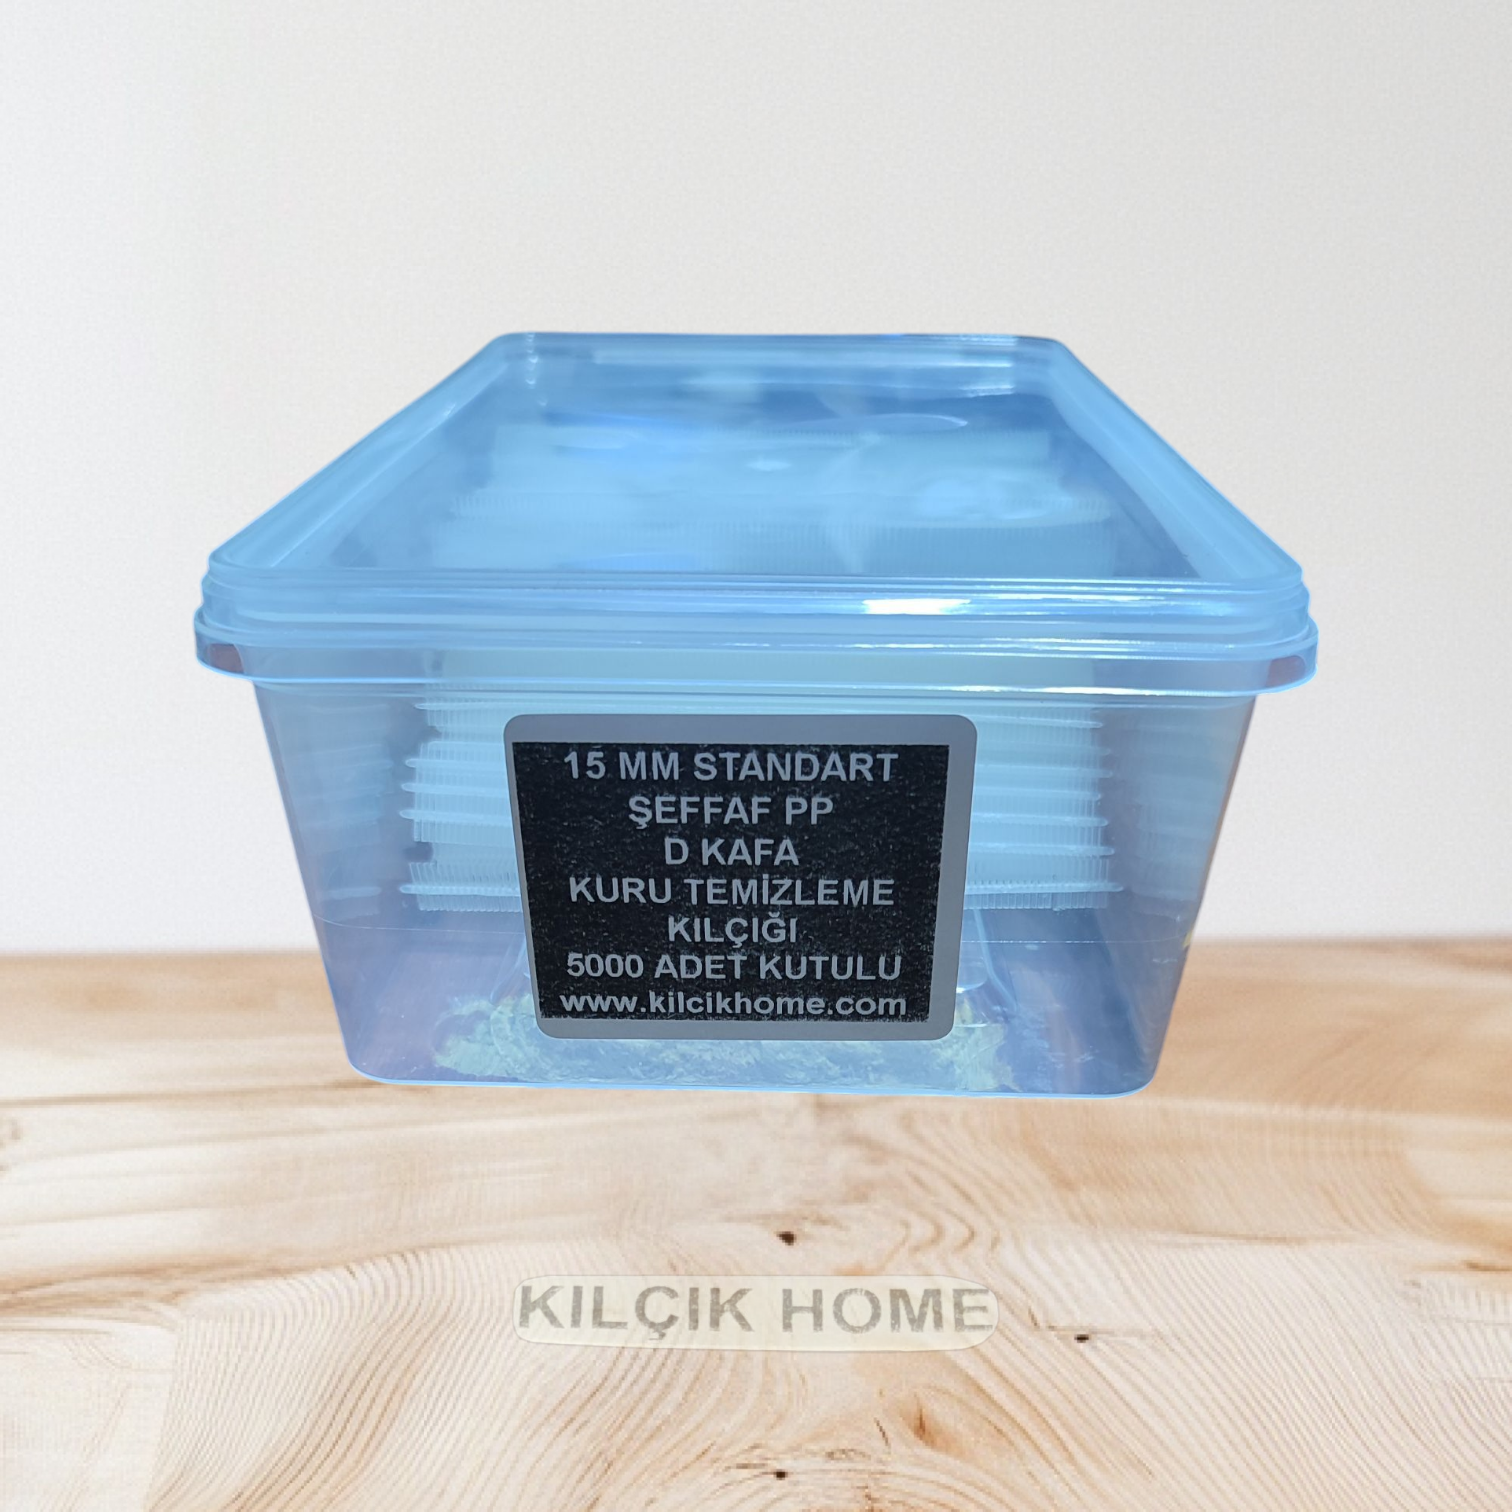 15 MM STANDART
ŞEFFAF PP
D KAFA
KURU TEMİZLEME
KILÇIĞI
5000 ADET KUTULU
www.kilcikhome.com
KILÇIK HOME